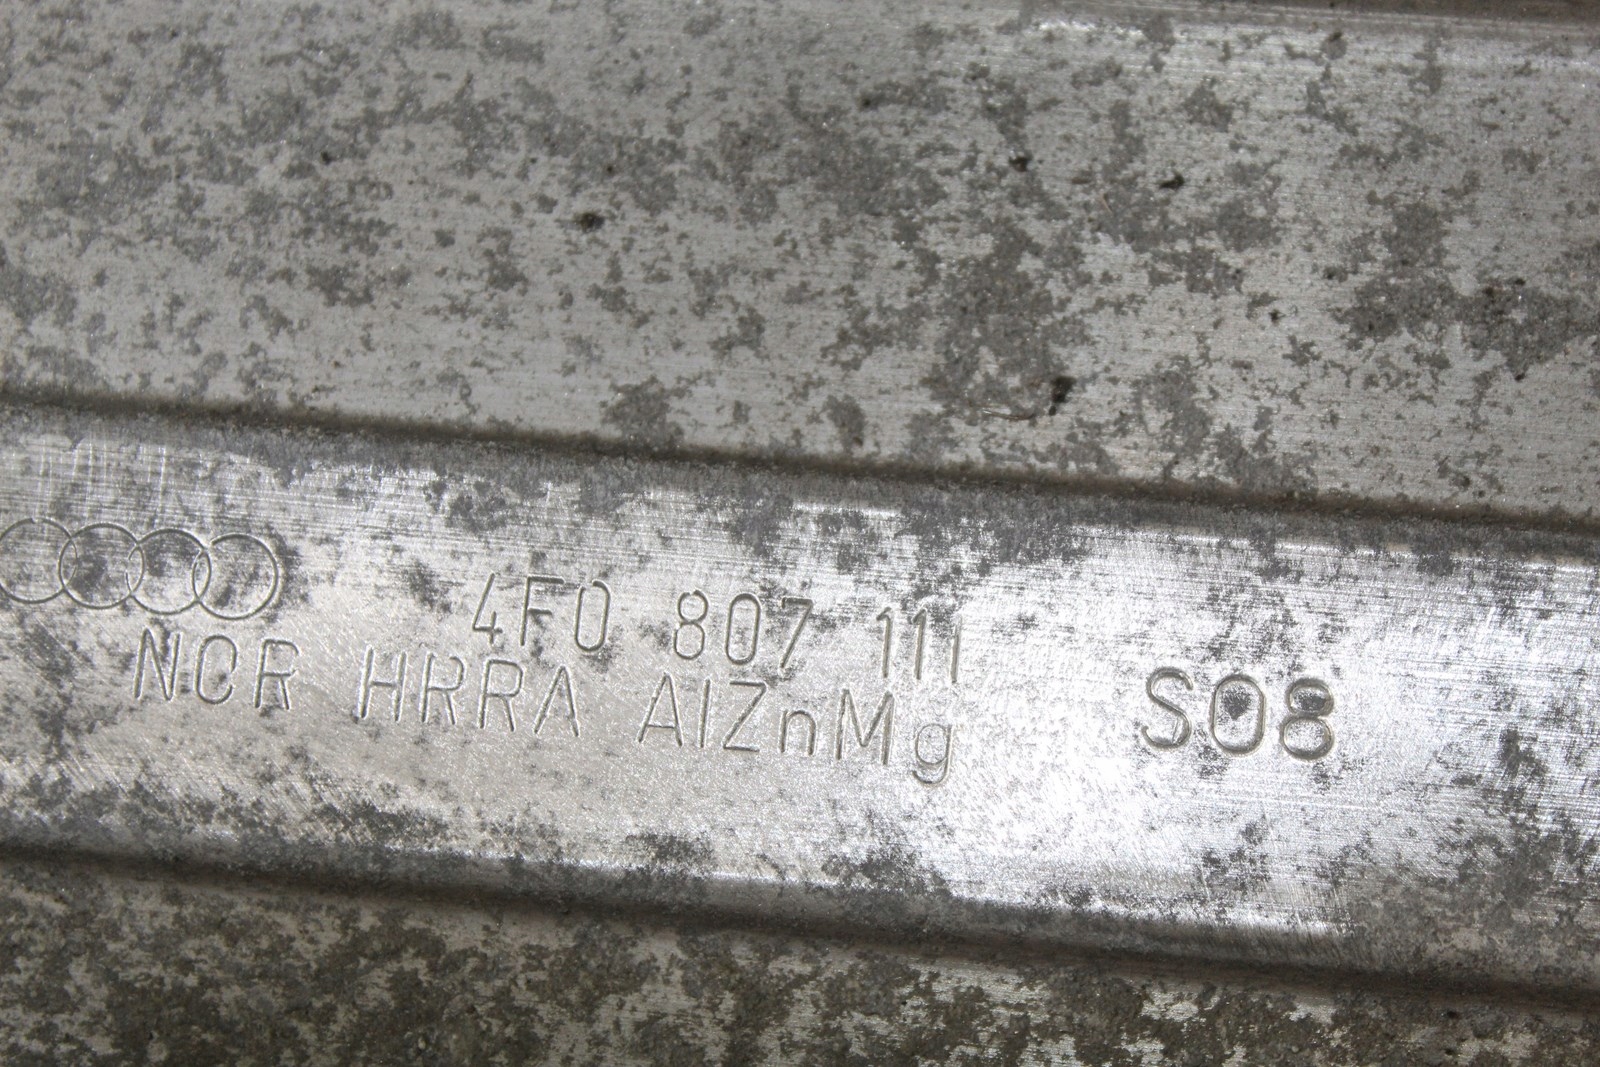 4F0 807 111
NCR HRRA AlZnMg
S08